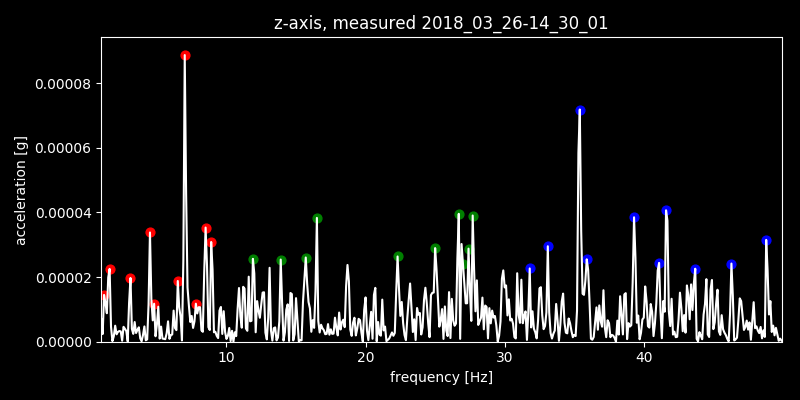 z-axis, measured 2018_03_26-14_30_01
acceleration [g]
0.00008
0.00006
0.00004
0.00002
0.00000
10 20 30 40
frequency [Hz]